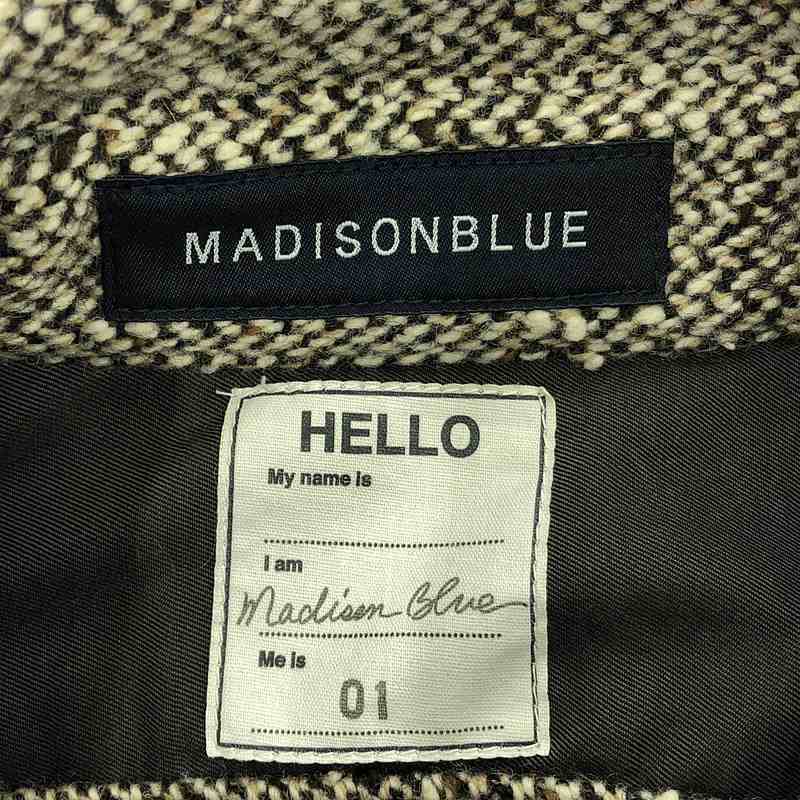 MADISONBLUE
HELLO
My name is
I am
Madison Blue
Me is
01